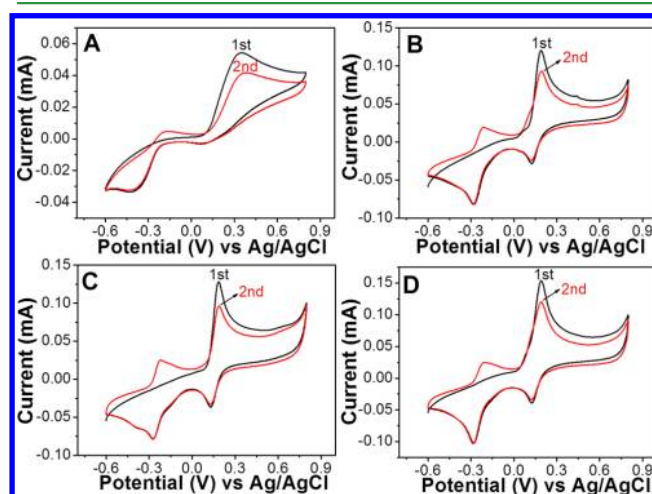 A
1st
2nd
Current (mA)
0.06
0.04
0.02
0.00
-0.02
-0.04
-0.6 -0.3 0.0 0.3 0.6 0.9
Potential (V) vs Ag/AgCl
B
1st
2nd
Current (mA)
0.15
0.10
0.05
0.00
-0.05
-0.10
-0.6 -0.3 0.0 0.3 0.6 0.9
Potential (V) vs Ag/AgCl
C
1st
2nd
Current (mA)
0.15
0.10
0.05
0.00
-0.05
-0.10
-0.6 -0.3 0.0 0.3 0.6 0.9
Potential (V) vs Ag/AgCl
D
1st
2nd
Current (mA)
0.15
0.10
0.05
0.00
-0.05
-0.10
-0.6 -0.3 0.0 0.3 0.6 0.9
Potential (V) vs Ag/AgCl